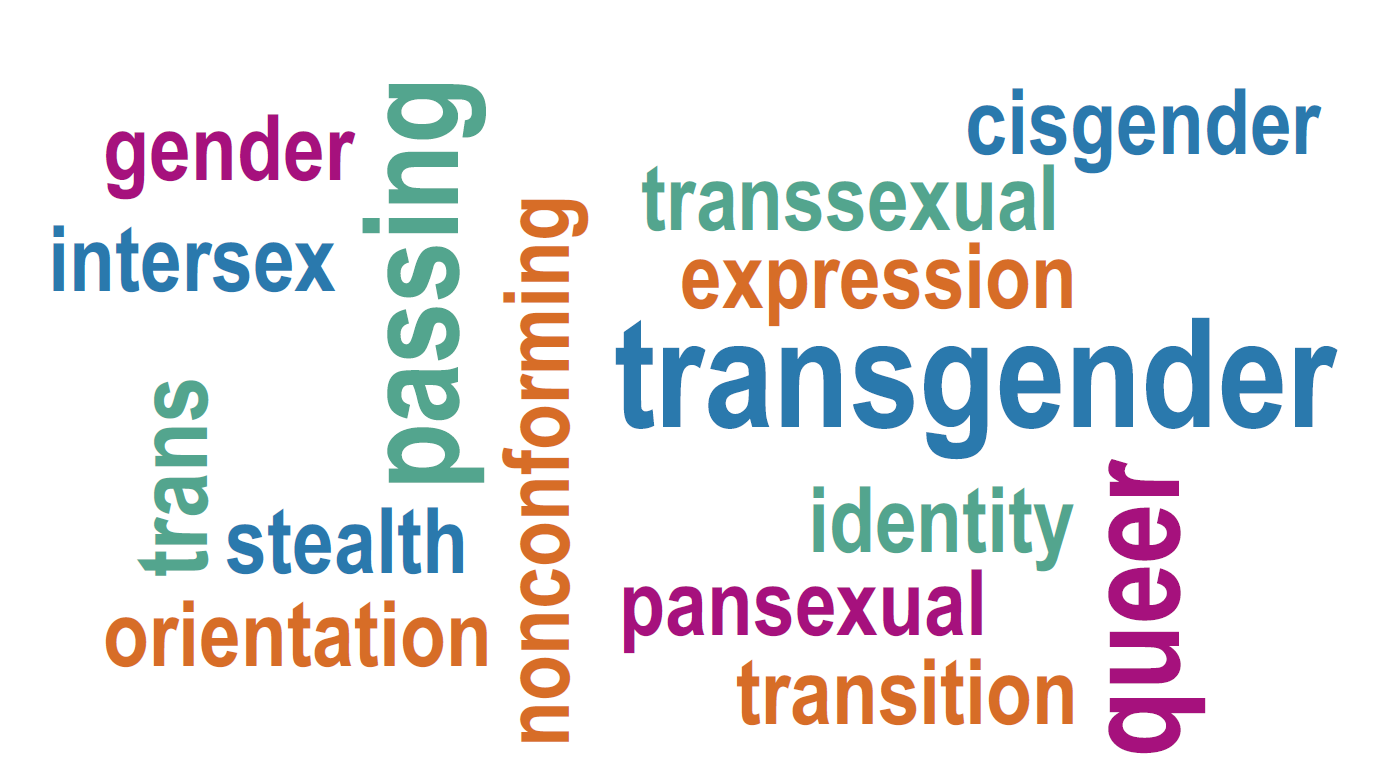 gender
intersex
passing
trans
stealth
orientation
nonconforming
cisgender
transsexual
expression
transgender
identity
pansexual
transition
queer